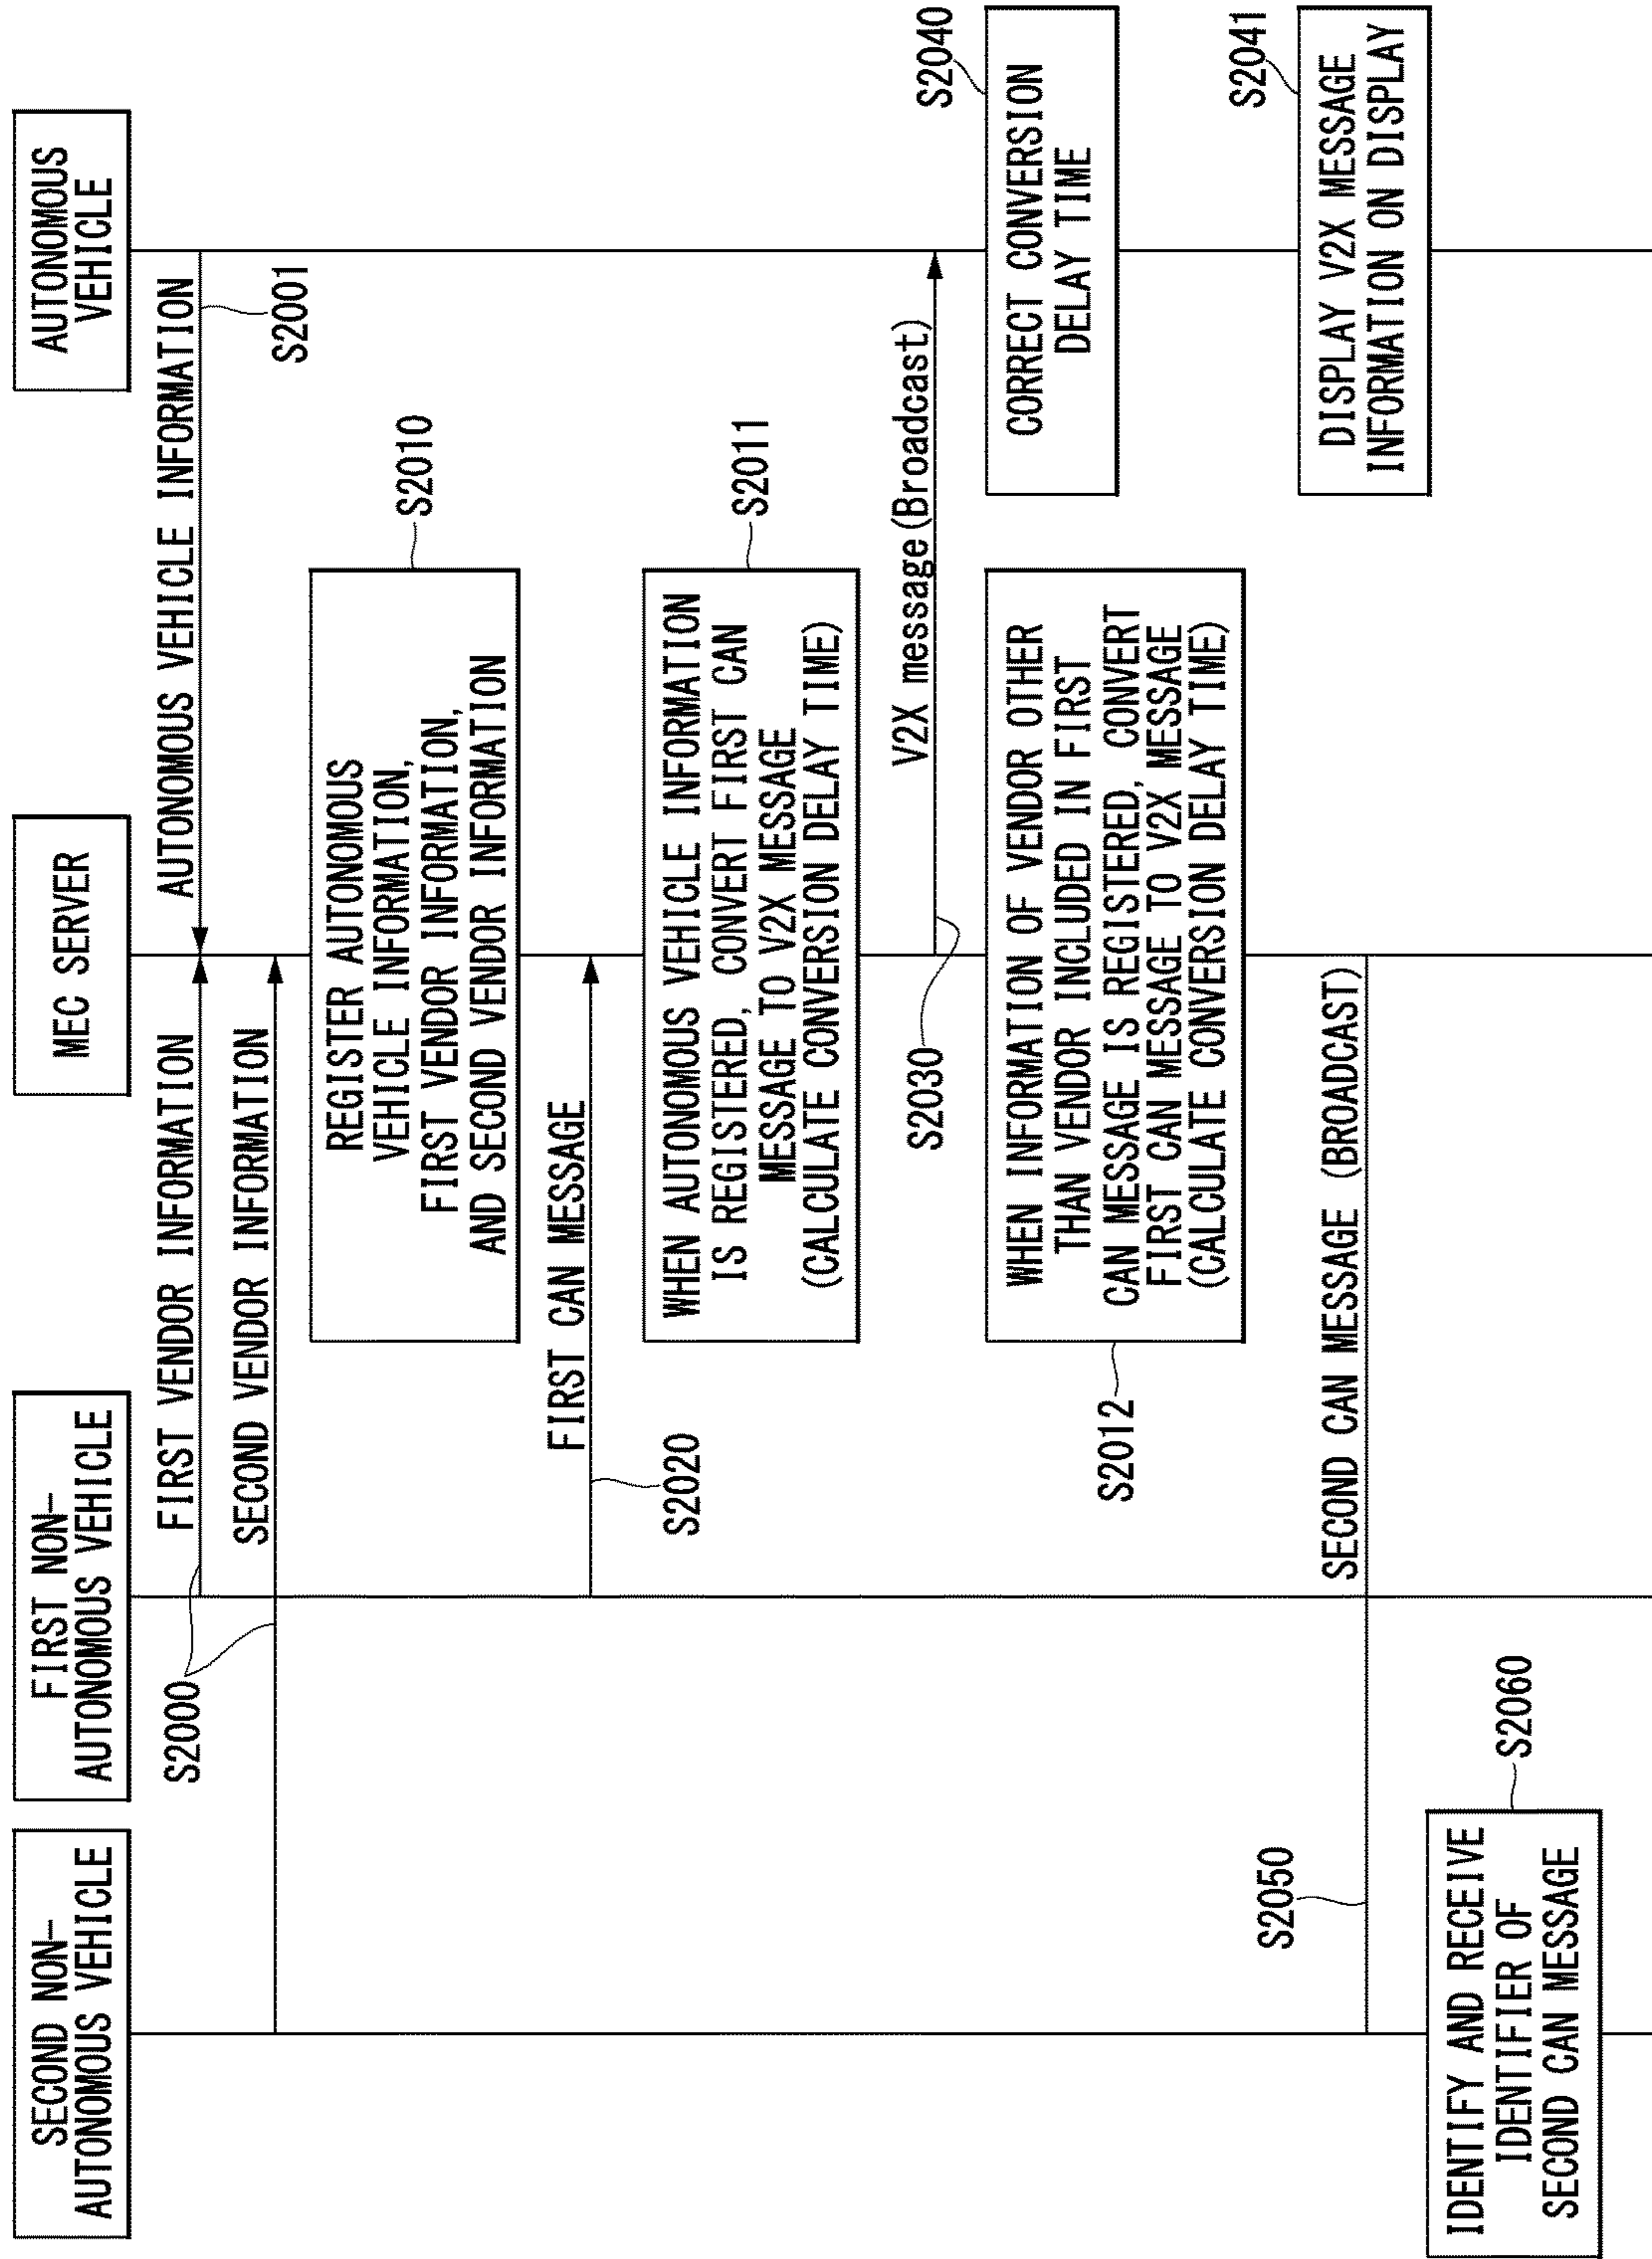 SECOND NON-
AUTONOMOUS VEHICLE
FIRST NON-
AUTONOMOUS VEHICLE
MEC SERVER
AUTONOMOUS
VEHICLE
FIRST VENDOR INFORMATION
AUTONOMOUS VEHICLE INFORMATION
S2000
S2001
SECOND VENDOR INFORMATION
REGISTER AUTONOMOUS
VEHICLE INFORMATION,
FIRST VENDOR INFORMATION,
AND SECOND VENDOR INFORMATION
S2010
FIRST CAN MESSAGE
S2020
WHEN AUTONOMOUS VEHICLE INFORMATION
IS REGISTERED, CONVERT FIRST CAN
MESSAGE TO V2X MESSAGE
(CALCULATE CONVERSION DELAY TIME)
S2011
V2X message(Broadcast)
S2030
S2040
CORRECT CONVERSION
DELAY TIME
WHEN INFORMATION OF VENDOR OTHER
THAN VENDOR INCLUDED IN FIRST
CAN MESSAGE IS REGISTERED, CONVERT
FIRST CAN MESSAGE TO V2X MESSAGE
(CALCULATE CONVERSION DELAY TIME)
S2012
S2041
DISPLAY V2X MESSAGE
INFORMATION ON DISPLAY
SECOND CAN MESSAGE (BROADCAST)
S2050
IDENTIFY AND RECEIVE
IDENTIFIER OF
SECOND CAN MESSAGE
S2060